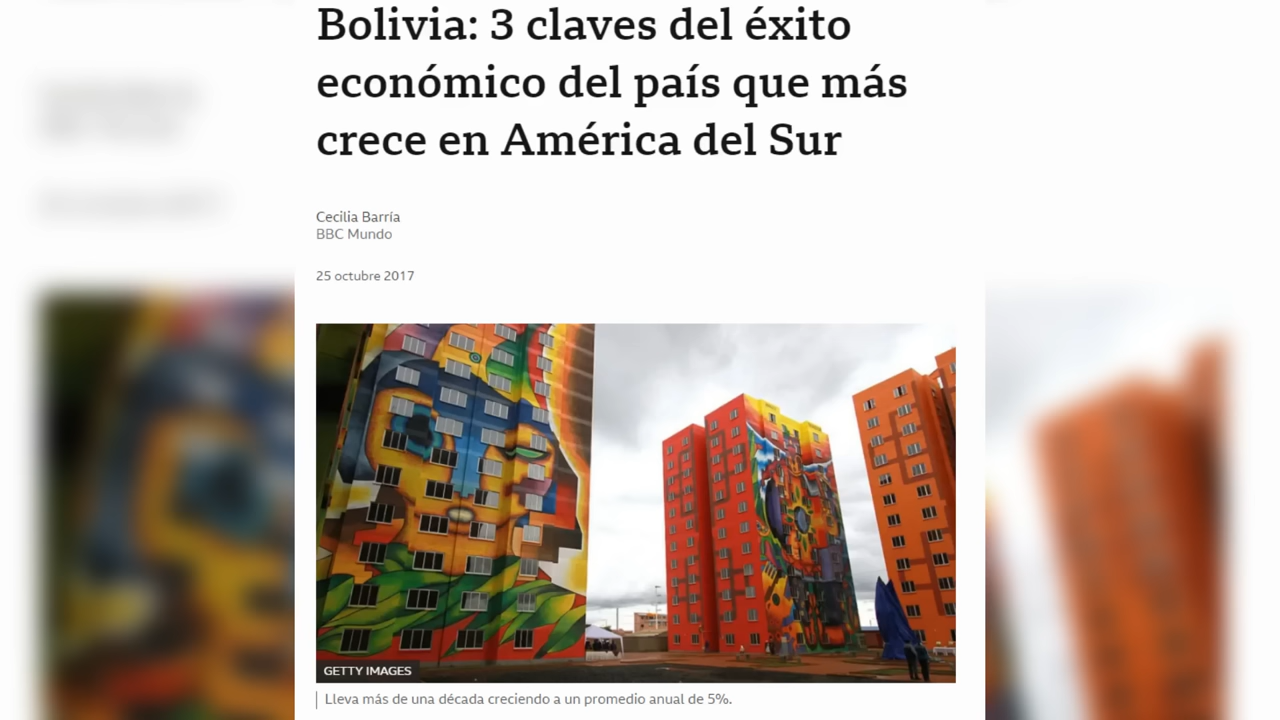 Bolivia: 3 claves del éxito
económico del país que más
crece en América del Sur
Cecilia Barría
BBC Mundo
25 octubre 2017
GETTY IMAGES
Lleva más de una década creciendo a un promedio anual de 5%.